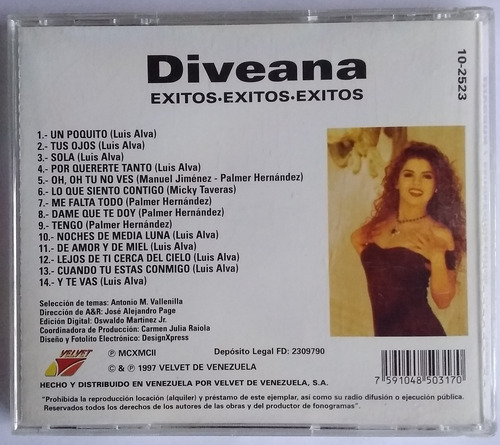 Diveana
EXITOS·EXITOS·EXITOS
10-2523
1.- UN POQUITO (Luis Alva)
2.- TUS OJOS (Luis Alva)
3.- SOLA (Luis Alva)
4.- POR QUERERTE TANTO (Luis Alva)
5.- OH, OH TU NO VES (Manuel Jiménez - Palmer Hernández)
6.- LO QUE SIENTO CONTIGO (Micky Taveras)
7.- ME FALTA TODO (Palmer Hernández)
8.- DAME QUE TE DOY (Palmer Hernández)
9.- TENGO (Palmer Hernández)
10.- NOCHES DE MEDIA LUNA (Luis Alva)
11.- DE AMOR Y DE MIEL (Luis Alva)
12.- LEJOS DE TI CERCA DEL CIELO (Luis Alva)
13.- CUANDO TU ESTAS CONMIGO (Luis Alva)
14.- Y TE VAS (Luis Alva)
Selección de temas: Antonio M. Vallenilla
Dirección de A&R: José Alejandro Page
Edición Digital: Oswaldo Martínez Jr.
Coordinadora de Producción: Carmen Julia Raiola
Diseño y Fotolito Electrónico: DesignXpress
VELVET
℗ MCXMCII
Depósito Legal FD: 2309790
© & ℗ 1997 VELVET DE VENEZUELA
HECHO Y DISTRIBUIDO EN VENEZUELA POR VELVET DE VENEZUELA, S.A.
7 591048 503170
"Prohibida la reproducción locación (alquiler) y préstamo de este ejemplar, así como su radio difusión o ejecución pública.
Reservados todos los derechos de los autores de las obras y del productor de fonogramas".